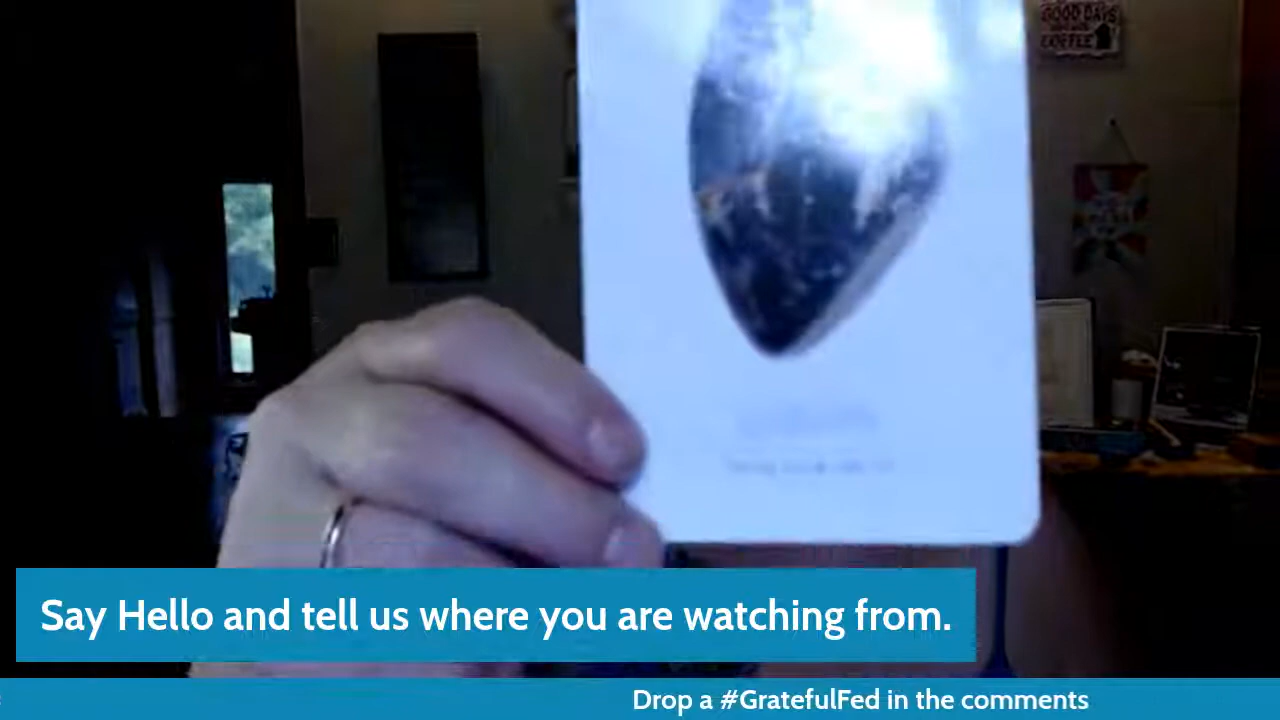 GOOD DAYS
COFFEE
Say Hello and tell us where you are watching from.
Drop a #GratefulFed in the comments